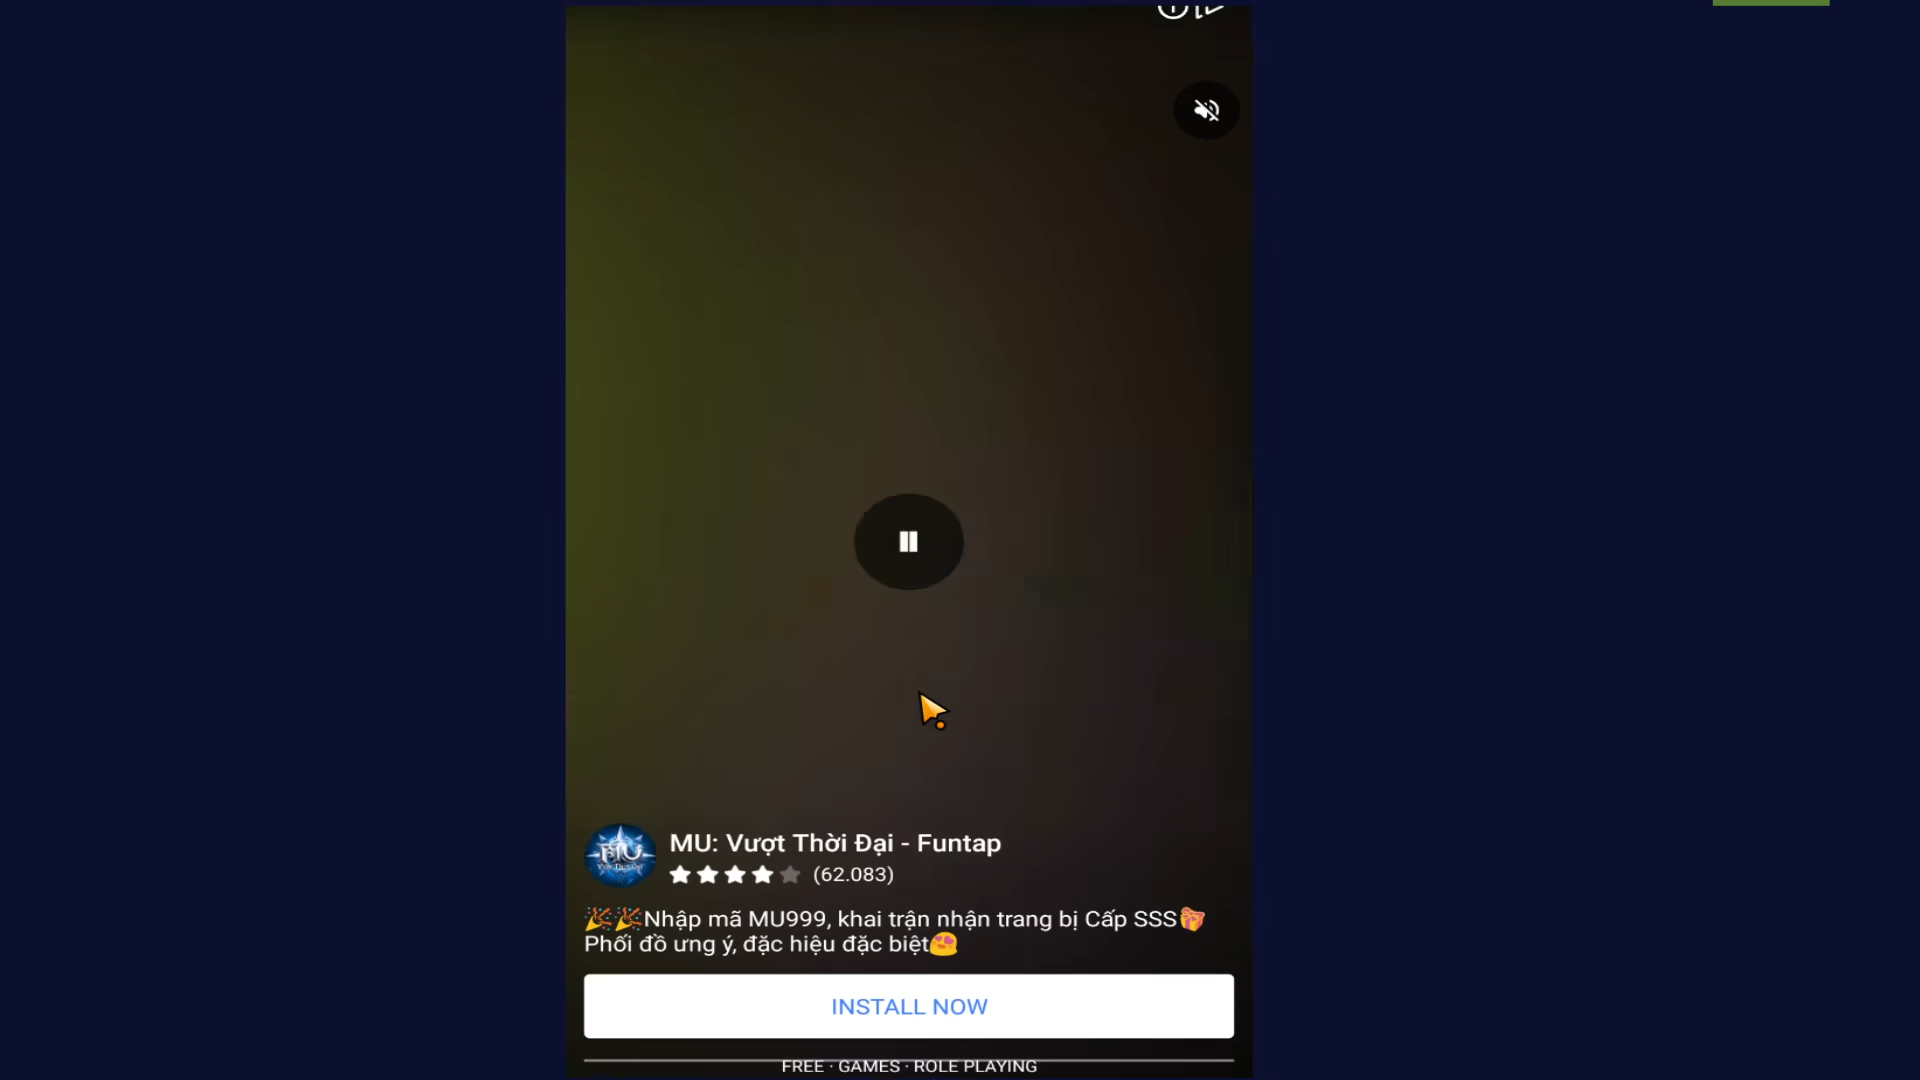 MU: Vượt Thời Đại - Funtap
(62.083)
🎉🎉Nhập mã MU999, khai trận nhận trang bị Cấp SSS🎁
Phối đồ ưng ý, đặc hiệu đặc biệt😍
INSTALL NOW
FREE · GAMES · ROLE PLAYING